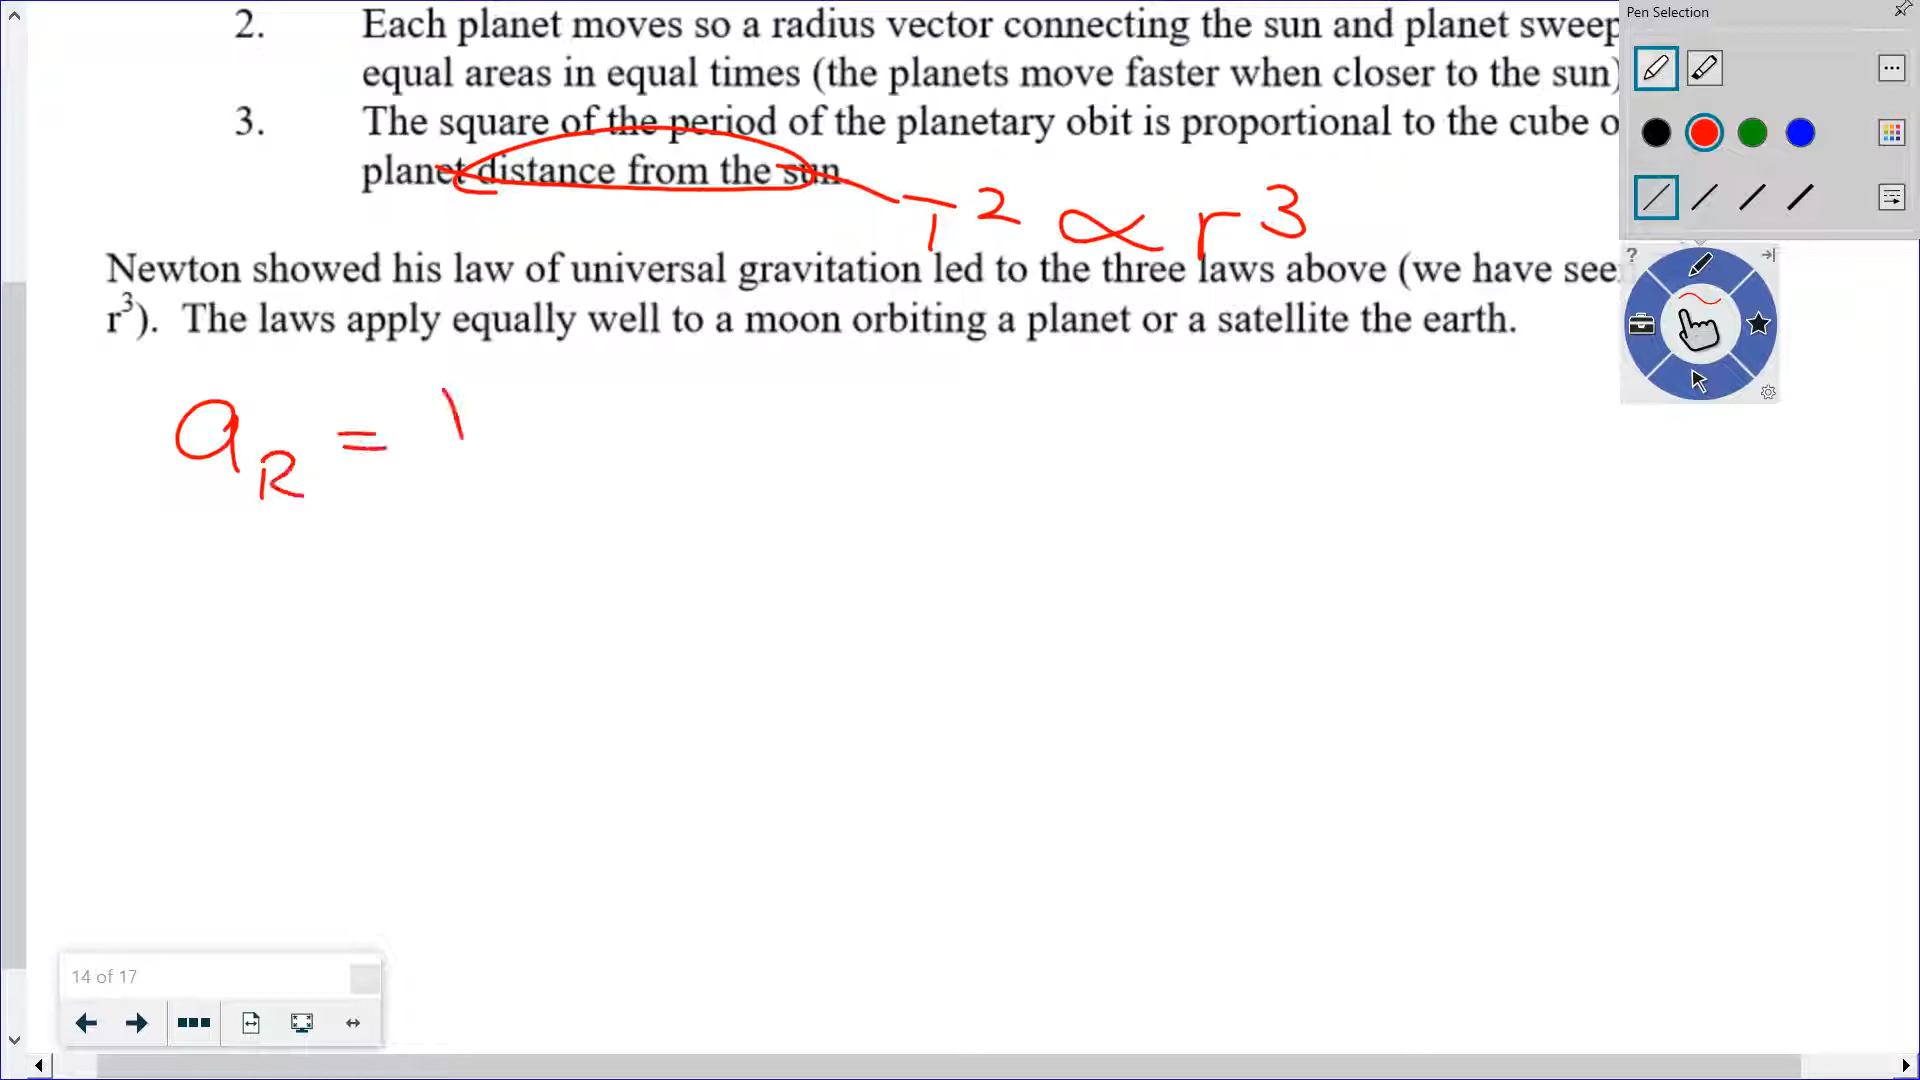 Pen Selection
2. Each planet moves so a radius vector connecting the sun and planet sweep
equal areas in equal times (the planets move faster when closer to the sun)
3. The square of the period of the planetary obit is proportional to the cube o
planet distance from the sun
T² ∝ r³
Newton showed his law of universal gravitation led to the three laws above (we have see
r³). The laws apply equally well to a moon orbiting a planet or a satellite the earth.
?
a_R = \
14 of 17